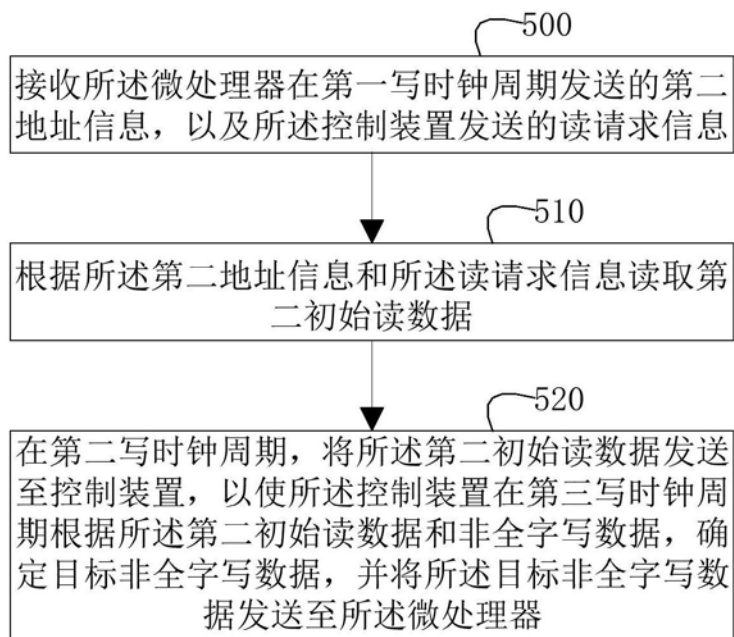 500
接收所述微处理器在第一写时钟周期发送的第二
地址信息，以及所述控制装置发送的读请求信息
510
根据所述第二地址信息和所述读请求信息读取第
二初始读数据
520
在第二写时钟周期，将所述第二初始读数据发送
至控制装置，以使所述控制装置在第三写时钟周
期根据所述第二初始读数据和非全字写数据，确
定目标非全字写数据，并将所述目标非全字写数
据发送至所述微处理器